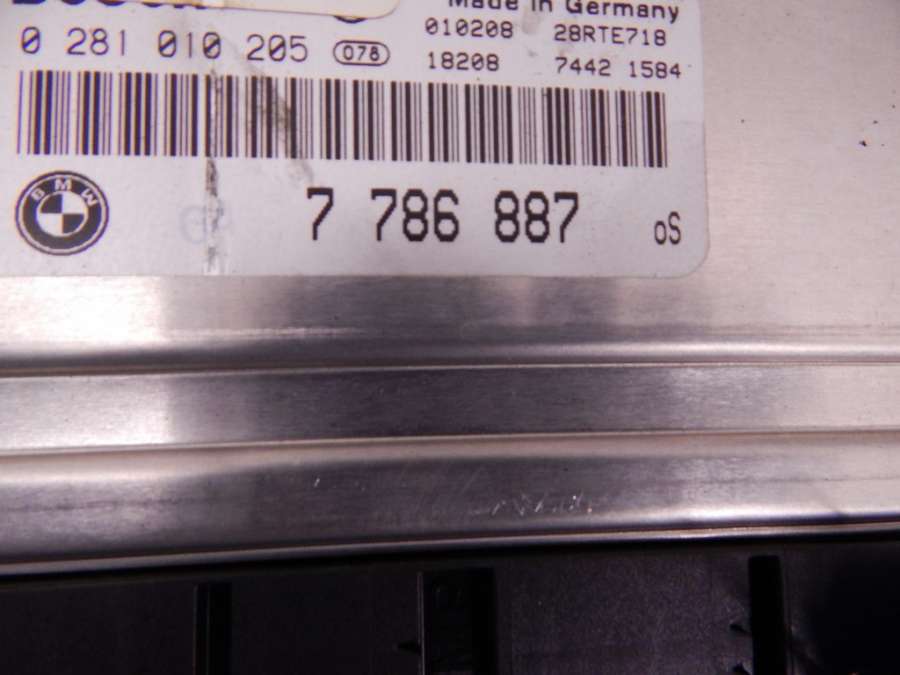 Made in Germany
0 281 010 205 078 010208 28RTE718
18208 7442 1584
BMW
7 786 887 oS